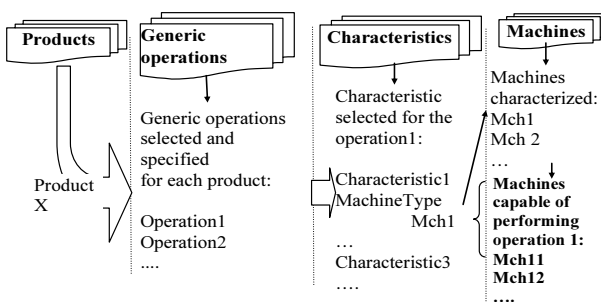 Products
Product
X
Generic
operations
Generic operations
selected and
specified
for each product:
Operation1
Operation2
....
Characteristics
Characteristic
selected for the
operation1:
Characteristic1
MachineType
Mch1
…
Characteristic3
….
Machines
Machines
characterized:
Mch1
Mch 2
…
Machines
capable of
performing
operation 1:
Mch11
Mch12
….